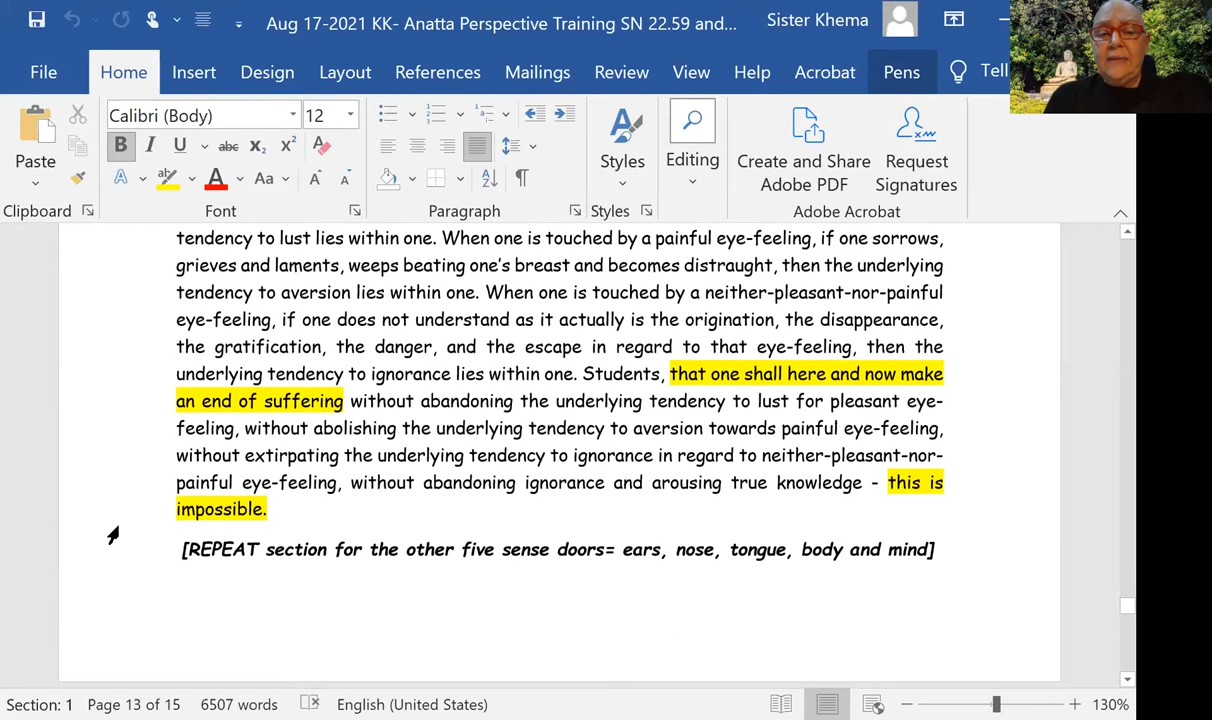 Aug 17-2021 KK- Anatta Perspective Training SN 22.59 and...
Sister Khema
File Home Insert Design Layout References Mailings Review View Help Acrobat Pens Tell
Calibri (Body) 12
Paste
B I U abc x₂ x²
A A Aa A A
Styles
Editing
Create and Share Adobe PDF
Request Signatures
Clipboard Font Paragraph Styles Adobe Acrobat
tendency to lust lies within one. When one is touched by a painful eye-feeling, if one sorrows,
grieves and laments, weeps beating one's breast and becomes distraught, then the underlying
tendency to aversion lies within one. When one is touched by a neither-pleasant-nor-painful
eye-feeling, if one does not understand as it actually is the origination, the disappearance,
the gratification, the danger, and the escape in regard to that eye-feeling, then the
underlying tendency to ignorance lies within one. Students, that one shall here and now make
an end of suffering without abandoning the underlying tendency to lust for pleasant eye-
feeling, without abolishing the underlying tendency to aversion towards painful eye-feeling,
without extirpating the underlying tendency to ignorance in regard to neither-pleasant-nor-
painful eye-feeling, without abandoning ignorance and arousing true knowledge - this is
impossible.
[REPEAT section for the other five sense doors= ears, nose, tongue, body and mind]
Section: 1 Page 13 of 15 6507 words English (United States) 130%